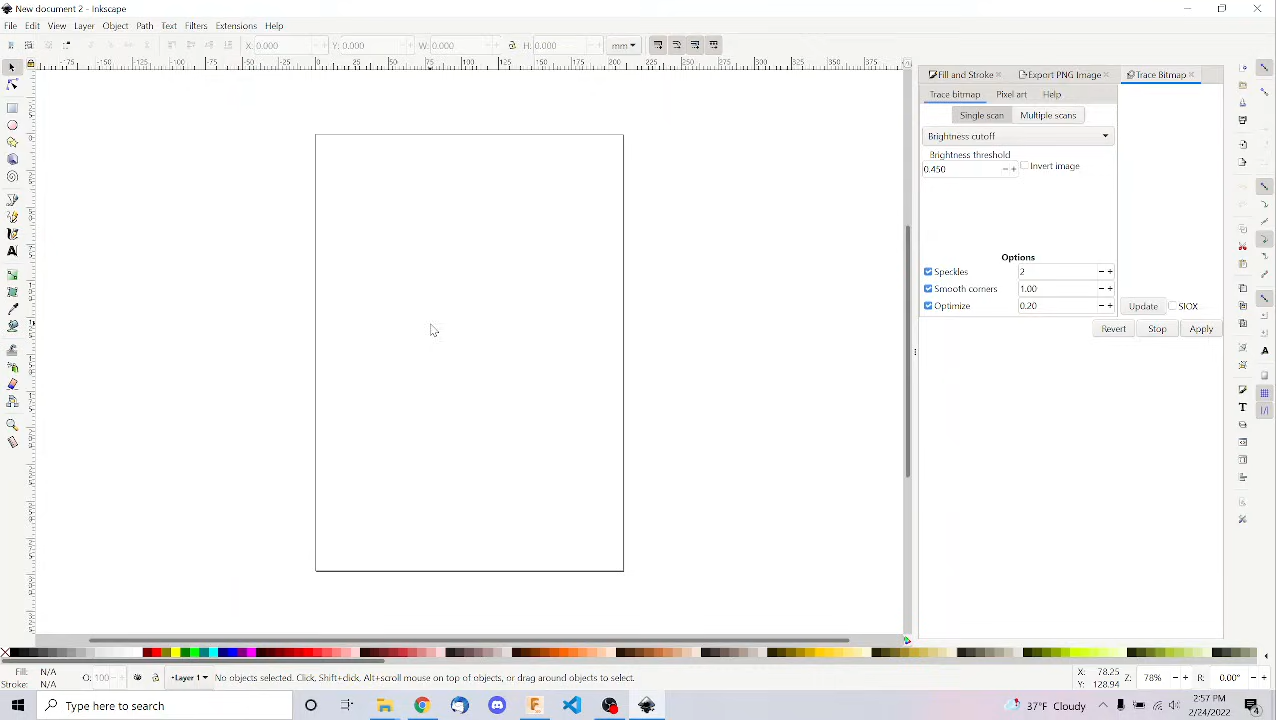 New document 2 - Inkscape
File Edit View Layer Object Path Text Filters Extensions Help
X: 0.000 Y: 0.000 W: 0.000 H: 0.000 mm
Fill and Stroke Export PNG Image Trace Bitmap
Trace bitmap Pixel art Help
Single scan Multiple scans
Brightness cutoff
Brightness threshold
0.450 Invert image
Options
Speckles 2
Smooth corners 1.00
Optimize 0.20
Update SIOX
Revert Stop Apply
Fill: N/A
Stroke: N/A
O: 100
Layer 1
No objects selected. Click, Shift+click, Alt+scroll mouse on top of objects, or drag around objects to select.
X: 78.25
Y: 128.94
Z: 78%
R: 0.00°
Type here to search
37°F Cloudy
2:57 PM
2/24/2022
4